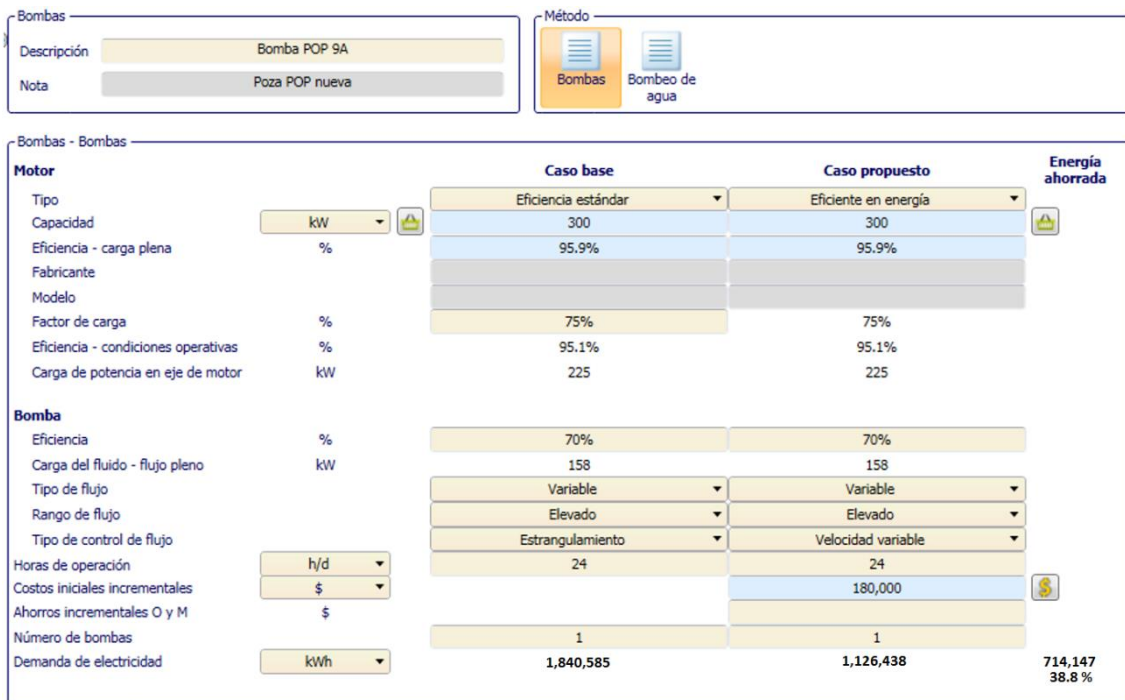 Bombas
Descripción Bomba POP 9A
Nota Poza POP nueva
Método
Bombas
Bombeo de
agua
Bombas - Bombas
Motor Caso base Caso propuesto Energía
ahorrada
Tipo Eficiencia estándar Eficiente en energía
Capacidad kW 300 300
Eficiencia - carga plena % 95.9% 95.9%
Fabricante
Modelo
Factor de carga % 75% 75%
Eficiencia - condiciones operativas % 95.1% 95.1%
Carga de potencia en eje de motor kW 225 225
Bomba
Eficiencia % 70% 70%
Carga del fluido - flujo pleno kW 158 158
Tipo de flujo Variable Variable
Rango de flujo Elevado Elevado
Tipo de control de flujo Estrangulamiento Velocidad variable
Horas de operación h/d 24 24
Costos iniciales incrementales $ 180,000 $
Ahorros incrementales O y M $
Número de bombas 1 1
Demanda de electricidad kWh 1,840,585 1,126,438 714,147
38.8 %